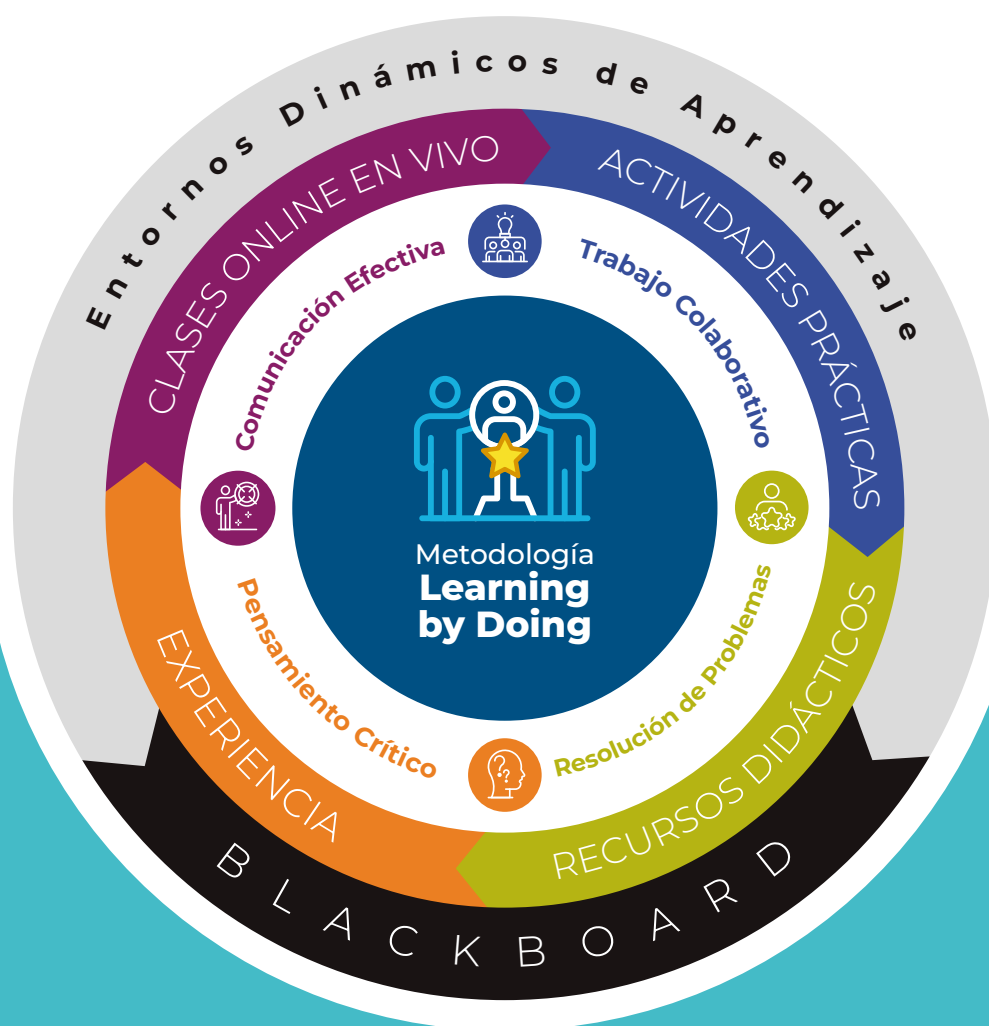 Entornos Dinámicos de Aprendizaje
CLASES ONLINE EN VIVO
ACTIVIDADES PRÁCTICAS
RECURSOS DIDÁCTICOS
EXPERIENCIA
Comunicación Efectiva
Trabajo Colaborativo
Resolución de Problemas
Pensamiento Crítico
Metodología
Learning
by Doing
BLACKBOARD